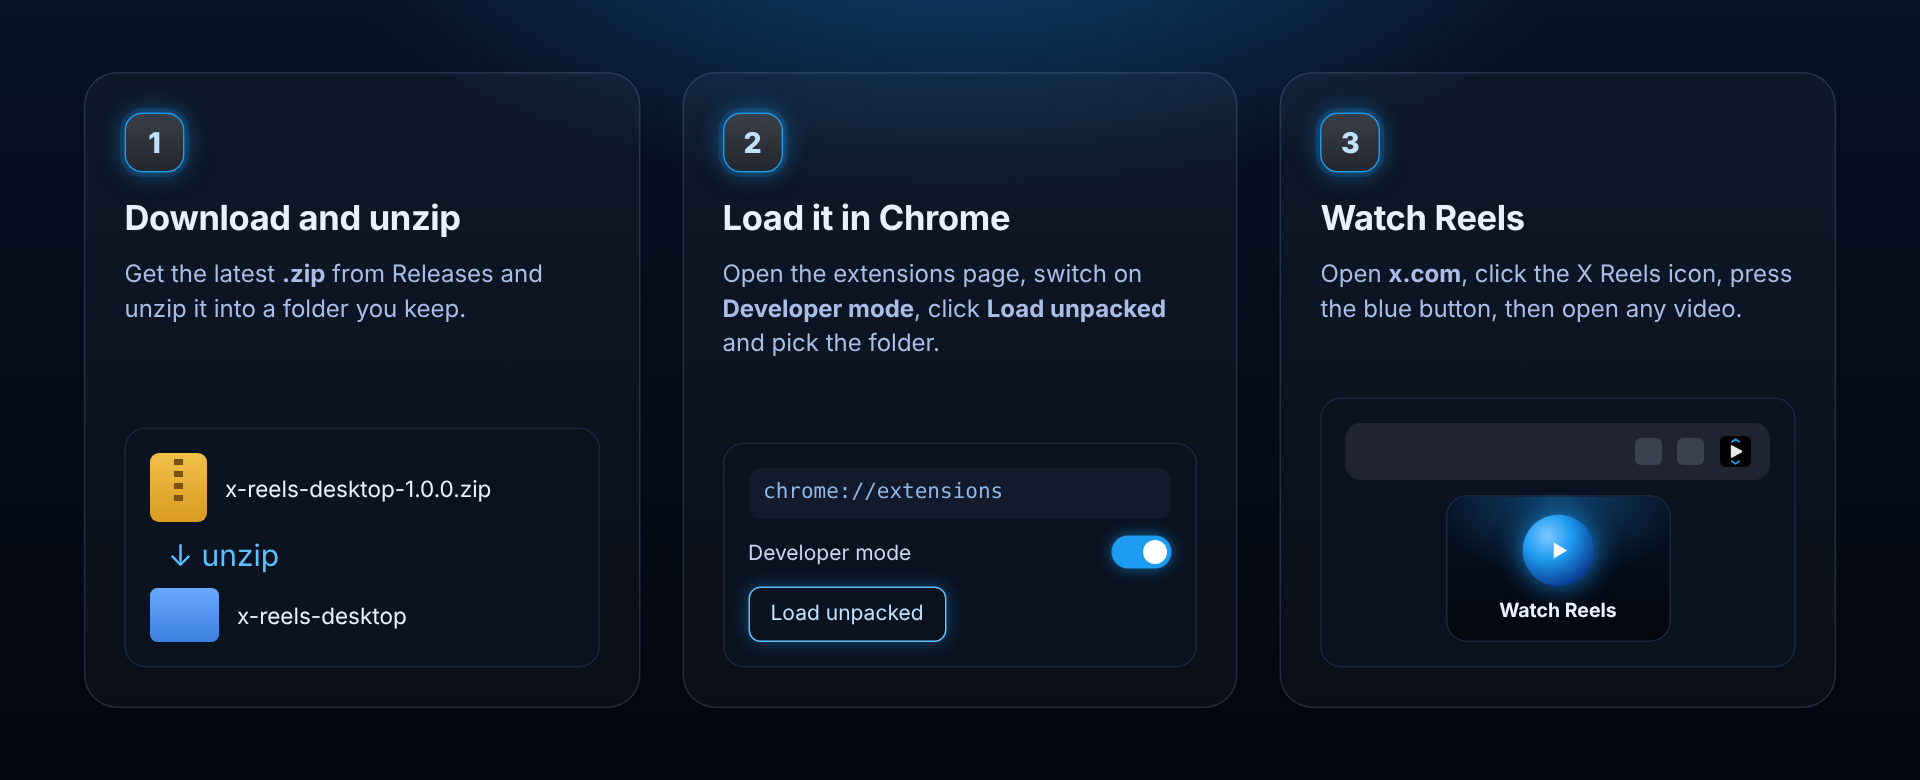 1
Download and unzip
Get the latest .zip from Releases and
unzip it into a folder you keep.
x-reels-desktop-1.0.0.zip
↓ unzip
x-reels-desktop
2
Load it in Chrome
Open the extensions page, switch on
Developer mode, click Load unpacked
and pick the folder.
chrome://extensions
Developer mode
Load unpacked
3
Watch Reels
Open x.com, click the X Reels icon, press
the blue button, then open any video.
Watch Reels